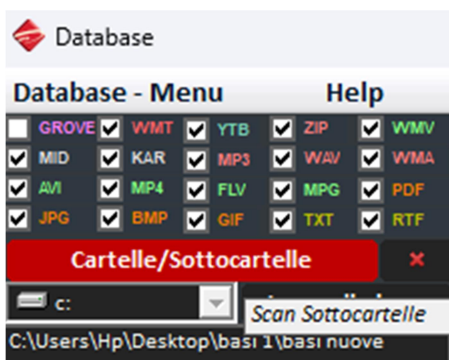 Database
Database - Menu Help
GROVE WMT YTB ZIP WMV
MID KAR MP3 WAV WMA
AVI MP4 FLV MPG PDF
JPG BMP GIF TXT RTF
Cartelle/Sottocartelle
c:
Scan Sottocartelle
C:\Users\Hp\Desktop\basi 1\basi nuove